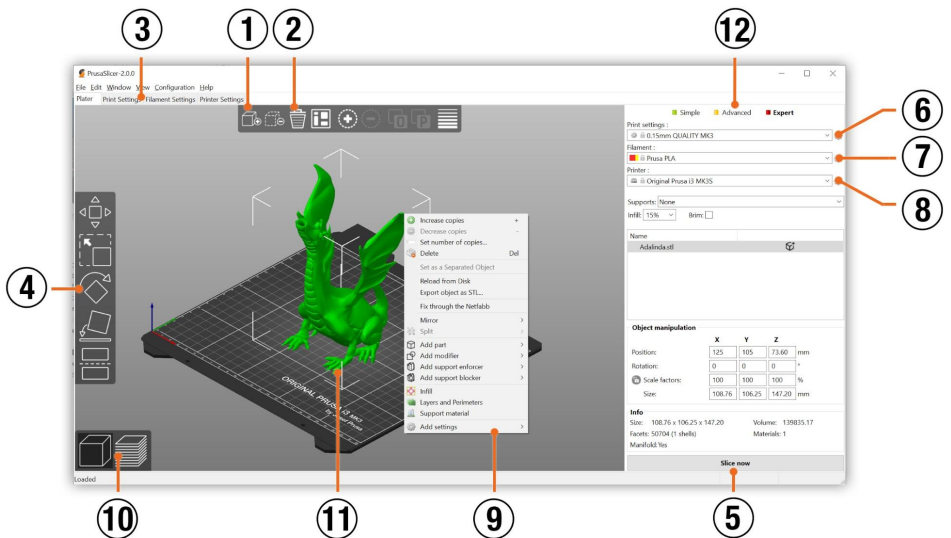 3 1 2 12
PrusaSlicer-2.0.0
File Edit Window View Configuration Help
Plater Print Settings Filament Settings Printer Settings
Simple Advanced Expert
Print settings :
0.15mm QUALITY MK3
6
Filament :
Prusa PLA
7
Printer :
Original Prusa i3 MK3S
8
Supports: None
Infill: 15% Brim:
Name
Adalinda.stl
4
Increase copies +
Decrease copies -
Set number of copies...
Delete Del
Set as a Separated Object
Reload from Disk
Export object as STL...
Fix through the Netfabb
Mirror
Split
Add part
Add modifier
Add support enforcer
Add support blocker
Infill
Layers and Perimeters
Support material
Add settings
ORIGINAL PRUSA i3 MK3
by Josef Prusa
Object manipulation
X Y Z
Position: 125 105 73.60 mm
Rotation: 0 0 0 °
Scale factors: 100 100 100 %
Size: 108.76 106.25 147.20 mm
Info
Size: 108.76 x 106.25 x 147.20 Volume: 139835.17
Facets: 50704 (1 shells) Materials: 1
Manifold: Yes
Slice now
Loaded
10 11 9 5